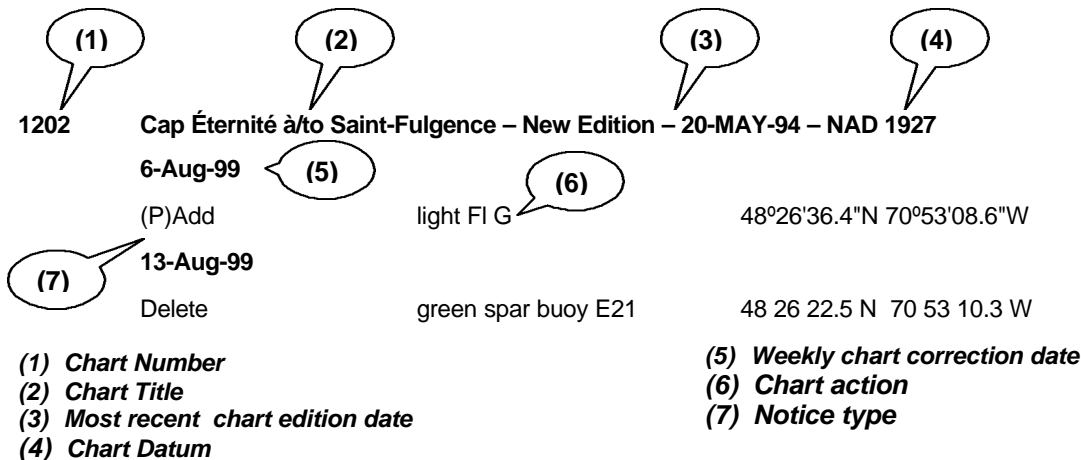 (1) (2) (3) (4)
1202 Cap Éternité à/to Saint-Fulgence – New Edition – 20-MAY-94 – NAD 1927
6-Aug-99 (5) (6)
(P)Add light Fl G 48º26'36.4"N 70º53'08.6"W
(7) 13-Aug-99
Delete green spar buoy E21 48 26 22.5 N 70 53 10.3 W
(1) Chart Number
(2) Chart Title
(3) Most recent chart edition date
(4) Chart Datum
(5) Weekly chart correction date
(6) Chart action
(7) Notice type